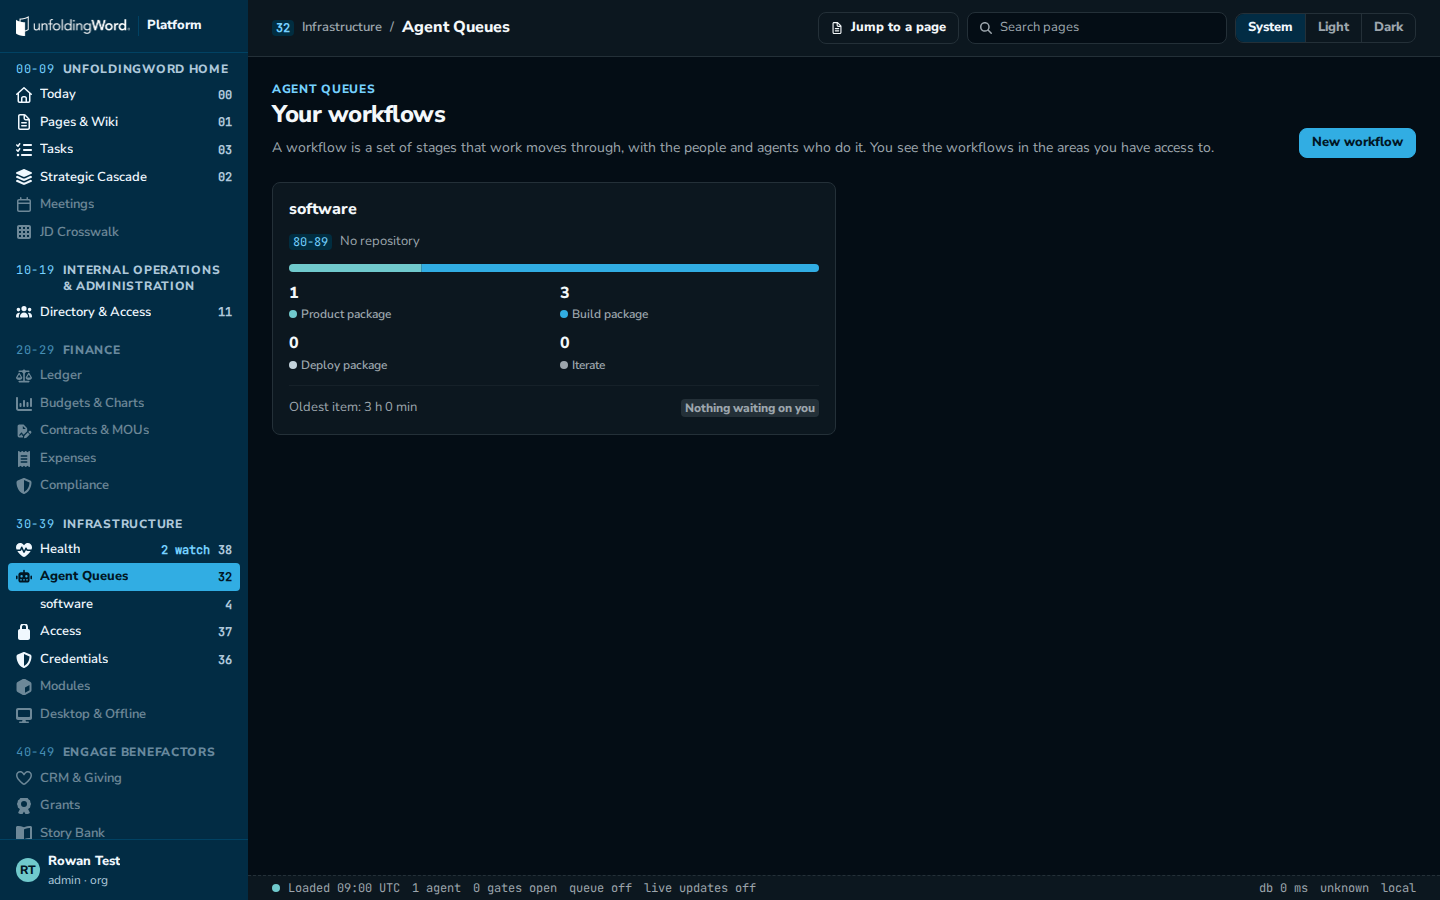 unfoldingWord. Platform
00-09 UNFOLDINGWORD HOME
Today 00
Pages & Wiki 01
Tasks 03
Strategic Cascade 02
Meetings
JD Crosswalk
10-19 INTERNAL OPERATIONS
& ADMINISTRATION
Directory & Access 11
20-29 FINANCE
Ledger
Budgets & Charts
Contracts & MOUs
Expenses
Compliance
30-39 INFRASTRUCTURE
Health 2 watch 38
Agent Queues 32
software 4
Access 37
Credentials 36
Modules
Desktop & Offline
40-49 ENGAGE BENEFACTORS
CRM & Giving
Grants
Story Bank
RT Rowan Test
admin · org
32 Infrastructure / Agent Queues
Jump to a page
Search pages
System Light Dark
AGENT QUEUES
Your workflows
A workflow is a set of stages that work moves through, with the people and agents who do it. You see the workflows in the areas you have access to.
New workflow
software
80-89 No repository
1 3
Product package Build package
0 0
Deploy package Iterate
Oldest item: 3 h 0 min Nothing waiting on you
Loaded 09:00 UTC 1 agent 0 gates open queue off live updates off db 0 ms unknown local